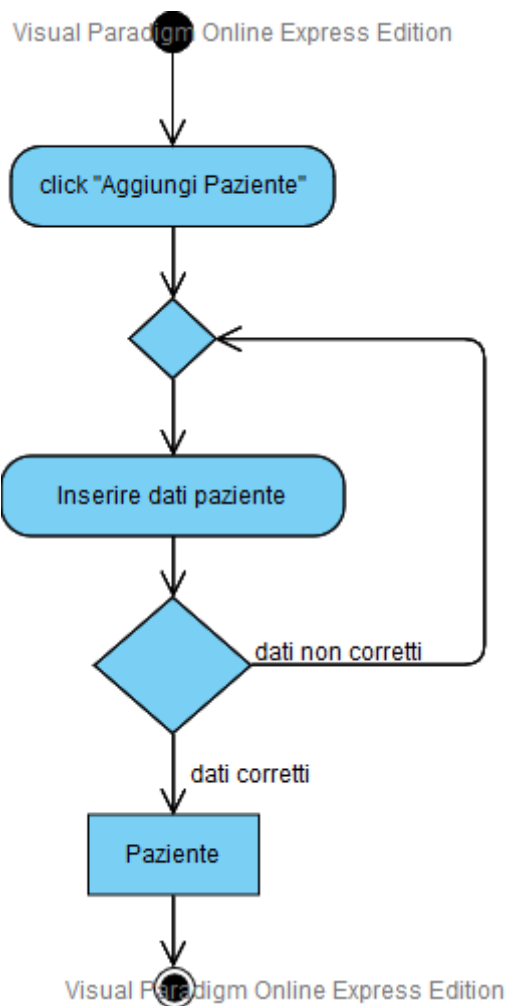 Visual Paradigm Online Express Edition
click "Aggiungi Paziente"
Inserire dati paziente
dati non corretti
dati corretti
Paziente
Visual Paradigm Online Express Edition